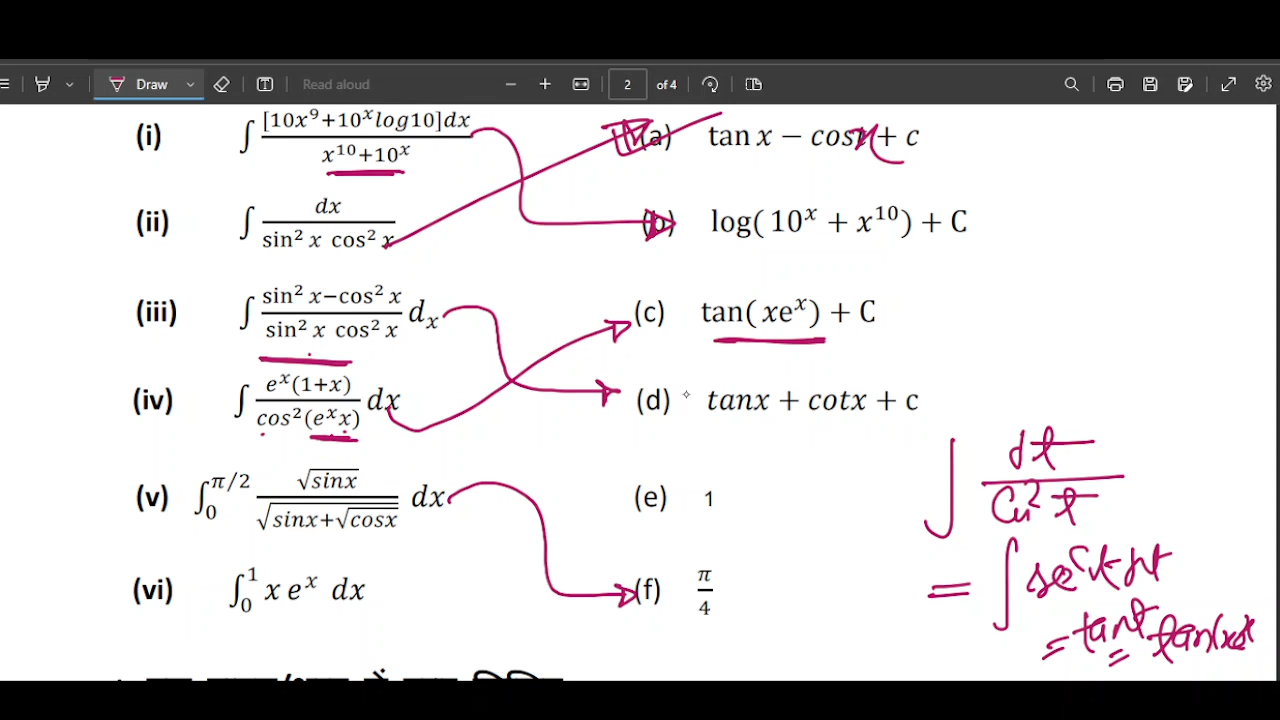 Draw Read aloud 2 of 4
(i) ∫ [10x⁹+10ˣlog10]dx / x¹⁰+10ˣ (a) tan x − cosx + c
(ii) ∫ dx / sin² x cos² x (b) log( 10ˣ + x¹⁰) + C
(iii) ∫ sin² x−cos² x / sin² x cos² x dₓ (c) tan( xeˣ) + C
(iv) ∫ eˣ(1+x) / cos²(eˣx) dx (d) tanx + cotx + c
∫ dt / Cos² t
(v) ∫₀^π/2 √sinx / √sinx+√cosx dx (e) 1
= ∫ sec² t dt
(vi) ∫₀¹ x eˣ dx (f) π/4
= tan t